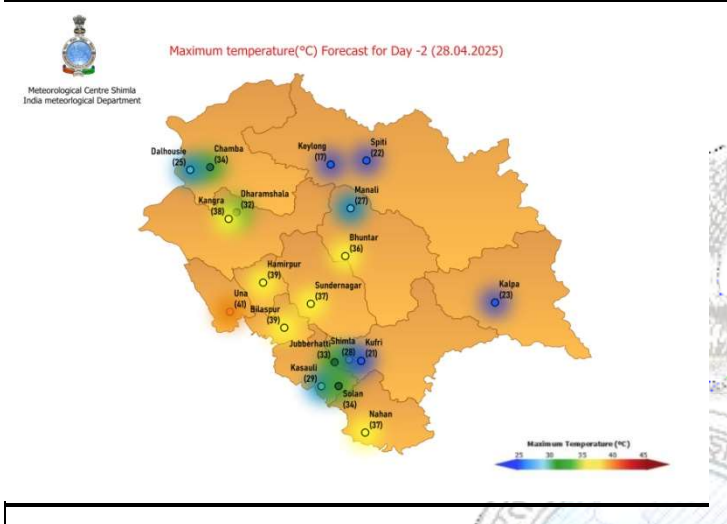 Maximum temperature(°C) Forecast for Day -2 (28.04.2025)
Meteorological Centre Shimla
India meteorlogical Department
Dalhousie
(25)
Chamba
(34)
Keylong
(17)
Spiti
(22)
Manali
(27)
Kangra
(38)
Dharamshala
(32)
Bhuntar
(36)
Hamirpur
(39)
Sundernagar
(37)
Una
(41)
Bilaspur
(39)
Kalpa
(23)
Jubberhatti
(33)
Shimla
(28)
Kufri
(21)
Kasauli
(29)
Solan
(34)
Nahan
(37)
Maximum Temperature (°C)
25 30 35 40 45